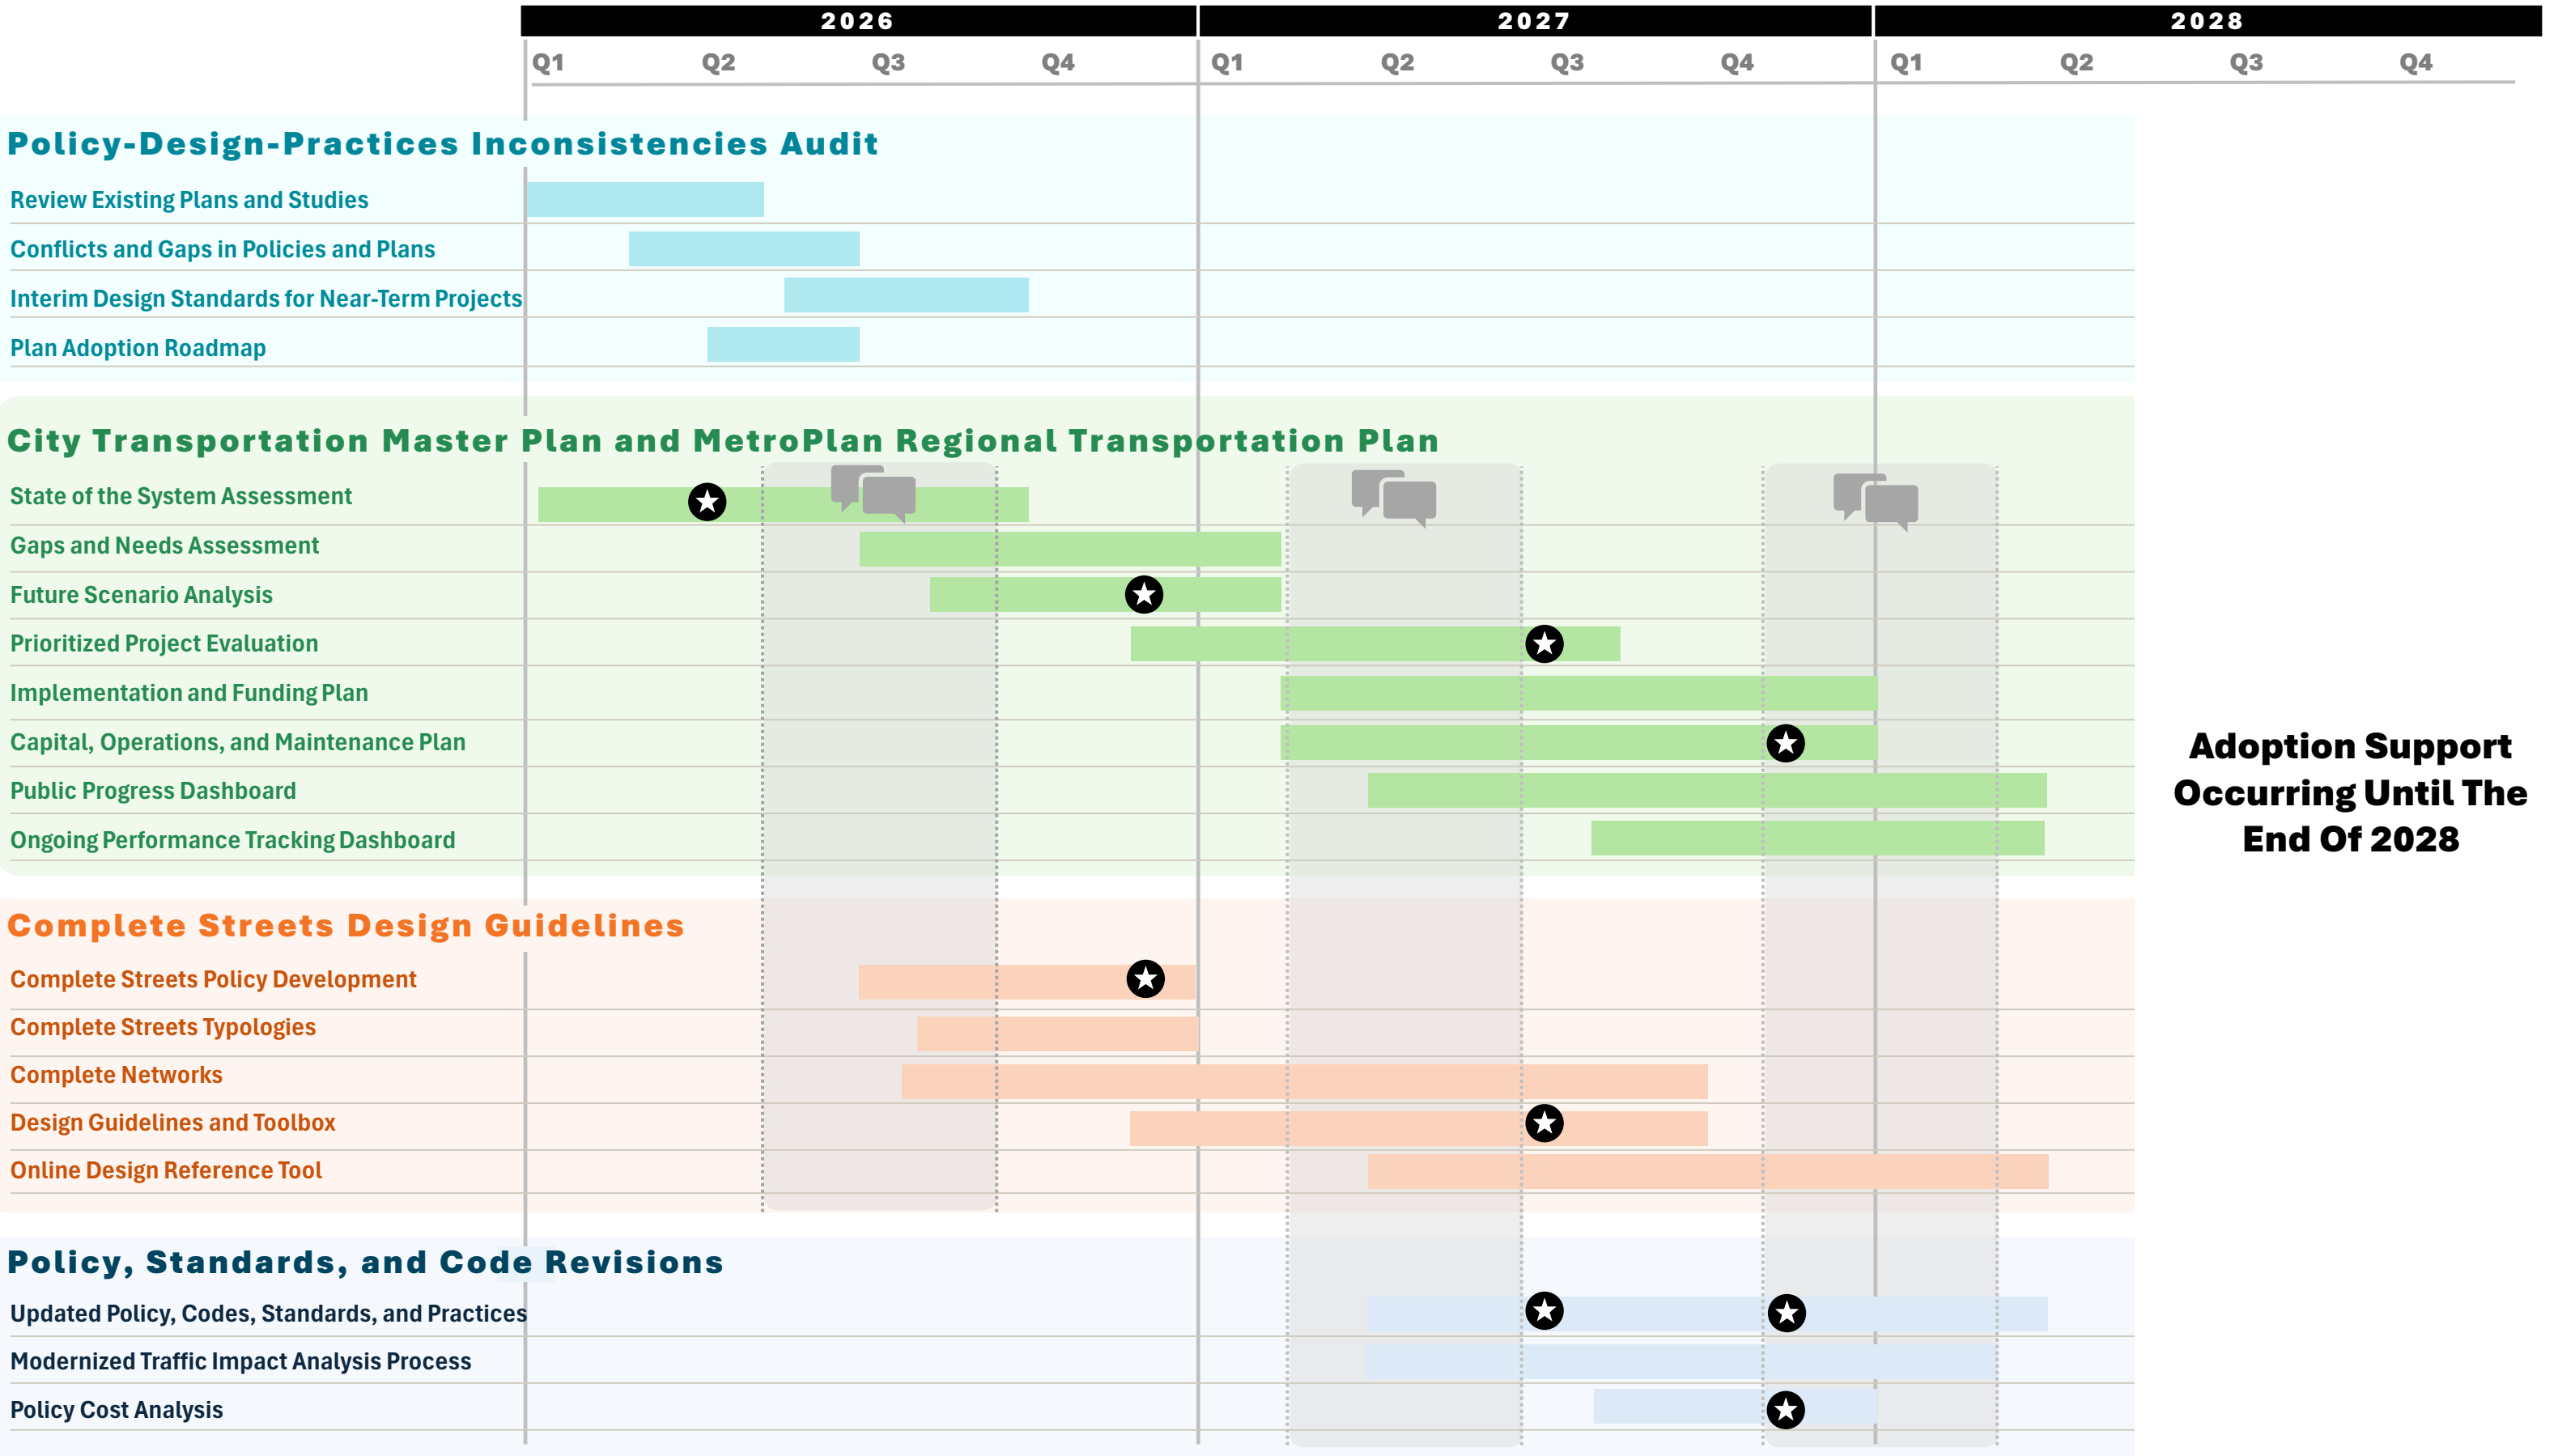 2026 2027 2028
Q1 Q2 Q3 Q4 Q1 Q2 Q3 Q4 Q1 Q2 Q3 Q4
Policy-Design-Practices Inconsistencies Audit
Review Existing Plans and Studies
Conflicts and Gaps in Policies and Plans
Interim Design Standards for Near-Term Projects
Plan Adoption Roadmap
City Transportation Master Plan and MetroPlan Regional Transportation Plan
State of the System Assessment
Gaps and Needs Assessment
Future Scenario Analysis
Prioritized Project Evaluation
Implementation and Funding Plan
Capital, Operations, and Maintenance Plan
Public Progress Dashboard
Ongoing Performance Tracking Dashboard
Adoption Support
Occurring Until The
End Of 2028
Complete Streets Design Guidelines
Complete Streets Policy Development
Complete Streets Typologies
Complete Networks
Design Guidelines and Toolbox
Online Design Reference Tool
Policy, Standards, and Code Revisions
Updated Policy, Codes, Standards, and Practices
Modernized Traffic Impact Analysis Process
Policy Cost Analysis